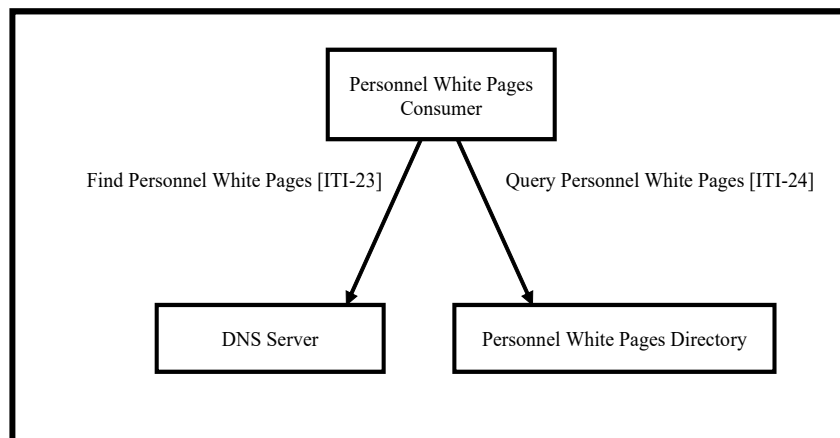 Personnel White Pages
Consumer
Find Personnel White Pages [ITI-23]
Query Personnel White Pages [ITI-24]
DNS Server
Personnel White Pages Directory